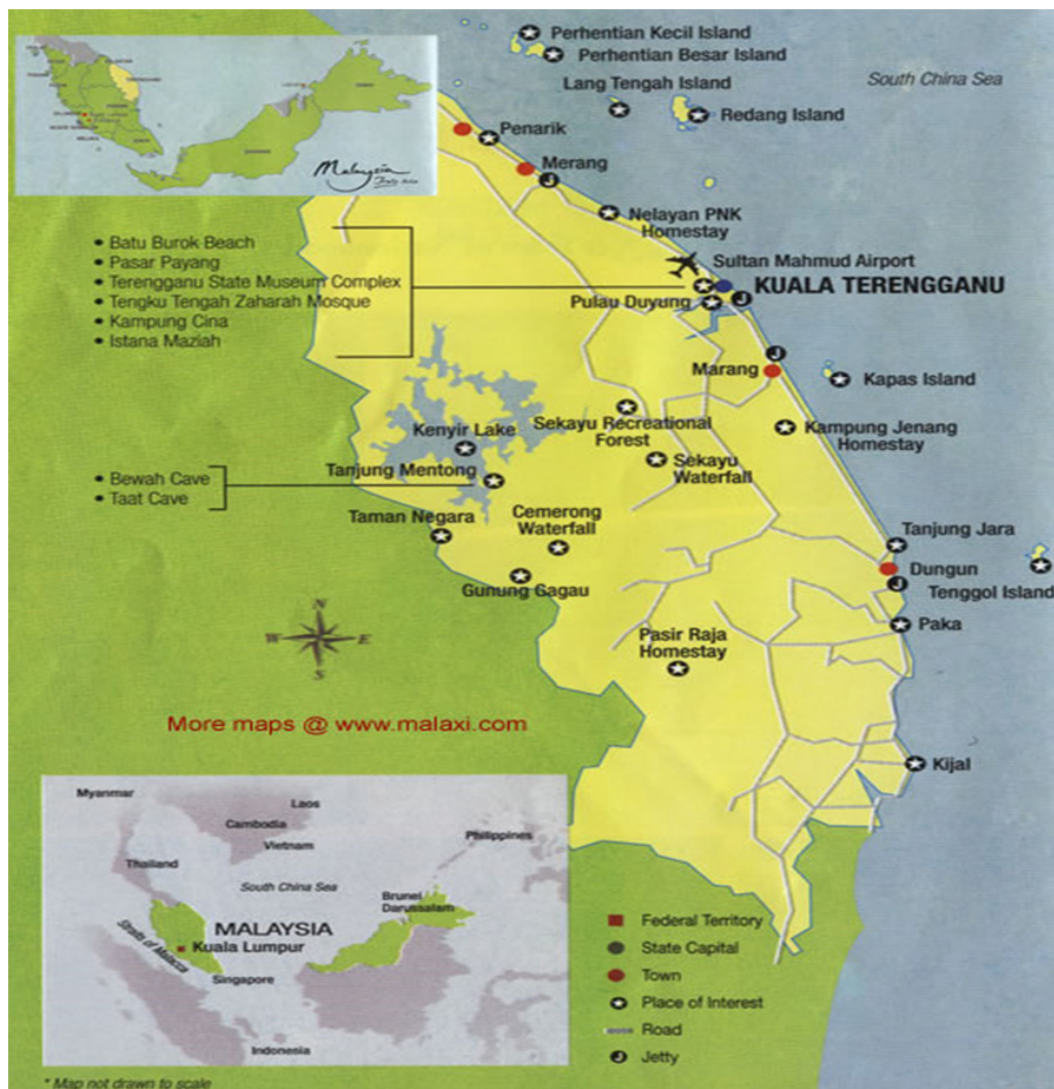 Perhentian Kecil Island
Perhentian Besar Island
Lang Tengah Island
South China Sea
Redang Island
Penarik
Merang
Malaysia
Truly Asia
Nelayan PNK
Homestay
Batu Burok Beach
Pasar Payang
Terengganu State Museum Complex
Tengku Tengah Zaharah Mosque
Kampung Cina
Istana Maziah
Sultan Mahmud Airport
KUALA TERENGGANU
Pulau Duyung
J
J
J
Marang
Kapas Island
Kenyir Lake
Sekayu Recreational
Forest
Kampung Jenang
Homestay
Bewah Cave
Taat Cave
Tanjung Mentong
Sekayu
Waterfall
Taman Negara
Cemerong
Waterfall
Tanjung Jara
Dungun
J
Tenggol Island
Gunung Gagau
Paka
N
W E
S
Pasir Raja
Homestay
More maps @ www.malaxi.com
Kijal
Myanmar
Laos
Cambodia
Vietnam
Philippines
Thailand
South China Sea
Brunei
Darussalam
MALAYSIA
Kuala Lumpur
Straits of Malacca
Singapore
Indonesia
Federal Territory
State Capital
Town
Place of Interest
Road
J Jetty
* Map not drawn to scale